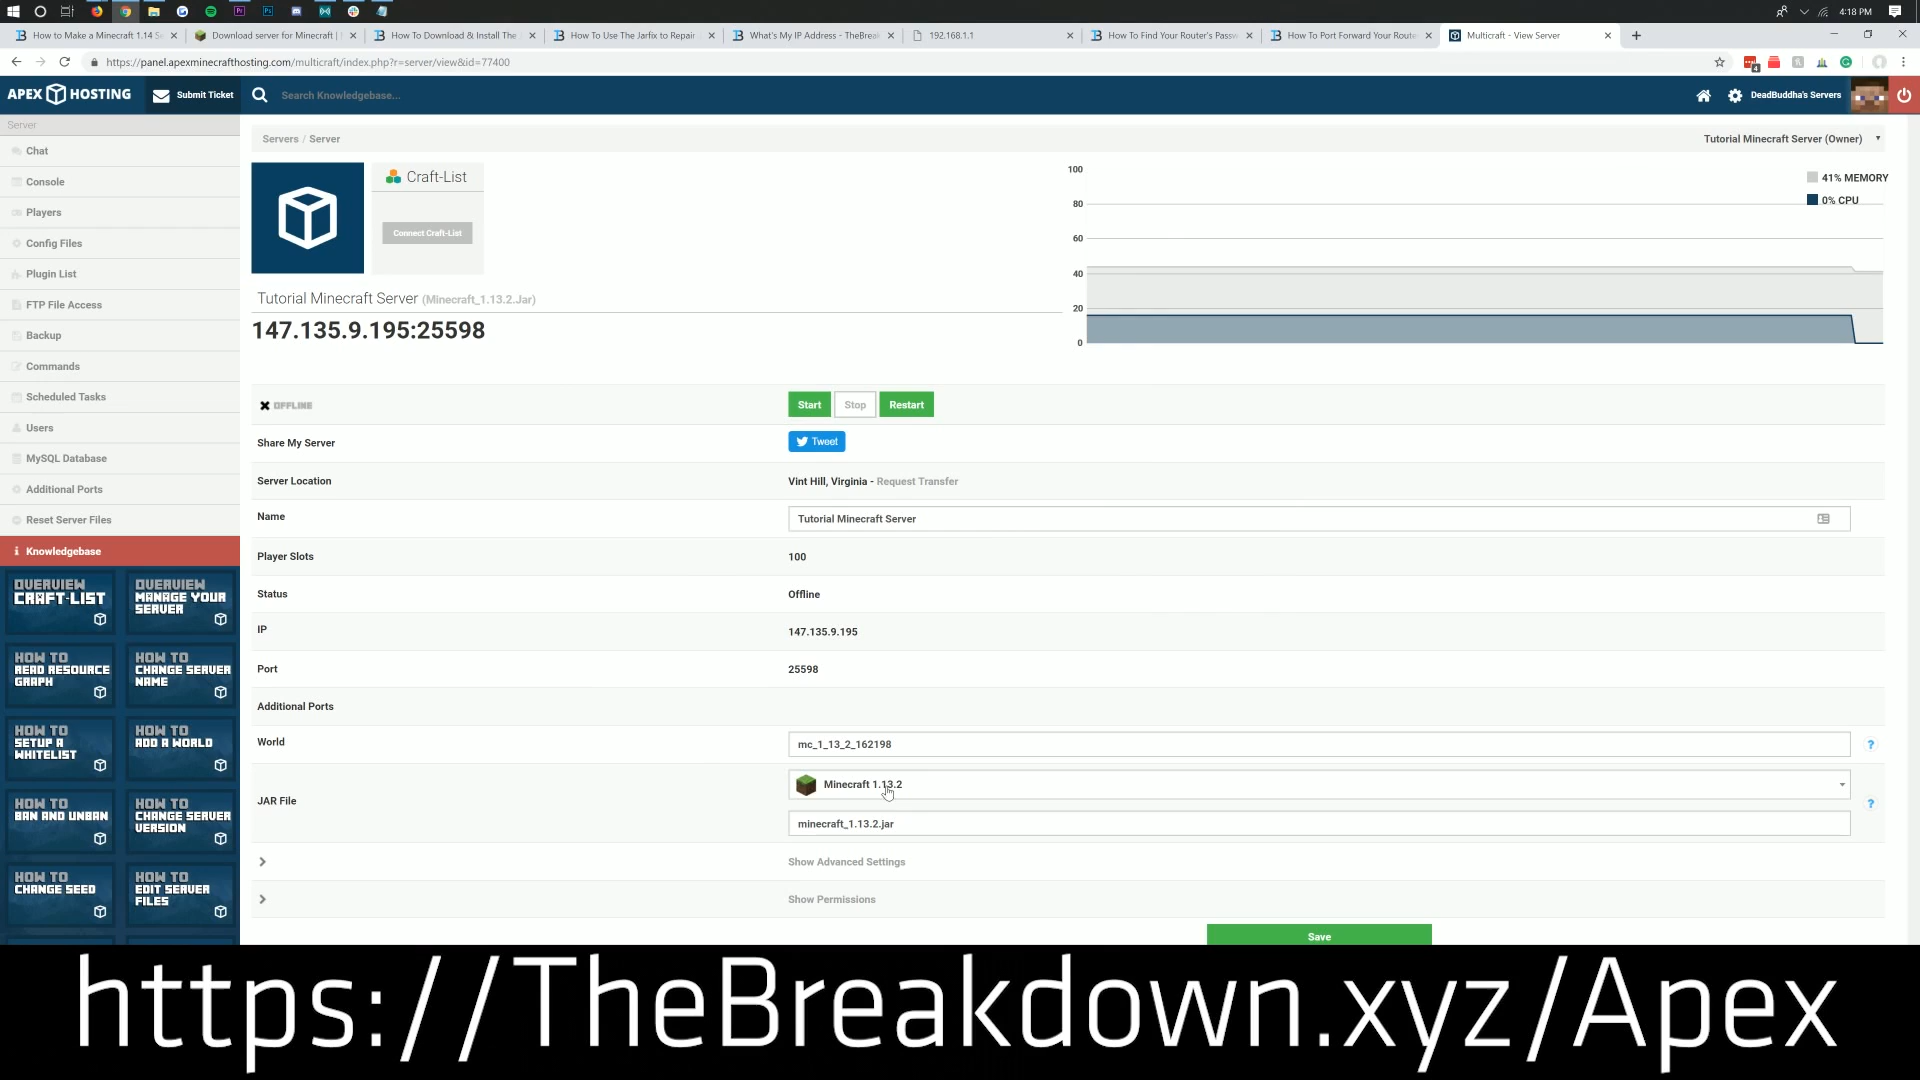 4:18 PM
How to Make a Minecraft 1.14 Se
Download server for Minecraft |
How To Download & Install The
How To Use The Jarfix to Repair
What's My IP Address - TheBreak
192.168.1.1
How To Find Your Router's Passw
How To Port Forward Your Route
Multicraft - View Server
https://panel.apexminecrafthosting.com/multicraft/index.php?r=server/view&id=77400
4
APEX HOSTING
Submit Ticket
Search Knowledgebase...
DeadBuddha's Servers
Server
Chat
Console
Players
Config Files
Plugin List
FTP File Access
Backup
Commands
Scheduled Tasks
Users
MySQL Database
Additional Ports
Reset Server Files
Knowledgebase
OVERVIEW
CRAFT-LIST
OVERVIEW
MANAGE YOUR
SERVER
HOW TO
READ RESOURCE
GRAPH
HOW TO
CHANGE SERVER
NAME
HOW TO
SETUP A
WHITELIST
HOW TO
ADD A WORLD
HOW TO
BAN AND UNBAN
HOW TO
CHANGE SERVER
VERSION
HOW TO
CHANGE SEED
HOW TO
EDIT SERVER
FILES
Servers / Server
Tutorial Minecraft Server (Owner)
Craft-List
Connect Craft-List
100
80
60
40
20
0
41% MEMORY
0% CPU
Tutorial Minecraft Server (Minecraft_1.13.2.Jar)
147.135.9.195:25598
OFFLINE
Start
Stop
Restart
Share My Server
Tweet
Server Location
Vint Hill, Virginia - Request Transfer
Name
Tutorial Minecraft Server
Player Slots
100
Status
Offline
IP
147.135.9.195
Port
25598
Additional Ports
World
mc_1_13_2_162198
?
JAR File
Minecraft 1.13.2
minecraft_1.13.2.jar
?
Show Advanced Settings
Show Permissions
Save
https://TheBreakdown.xyz/Apex